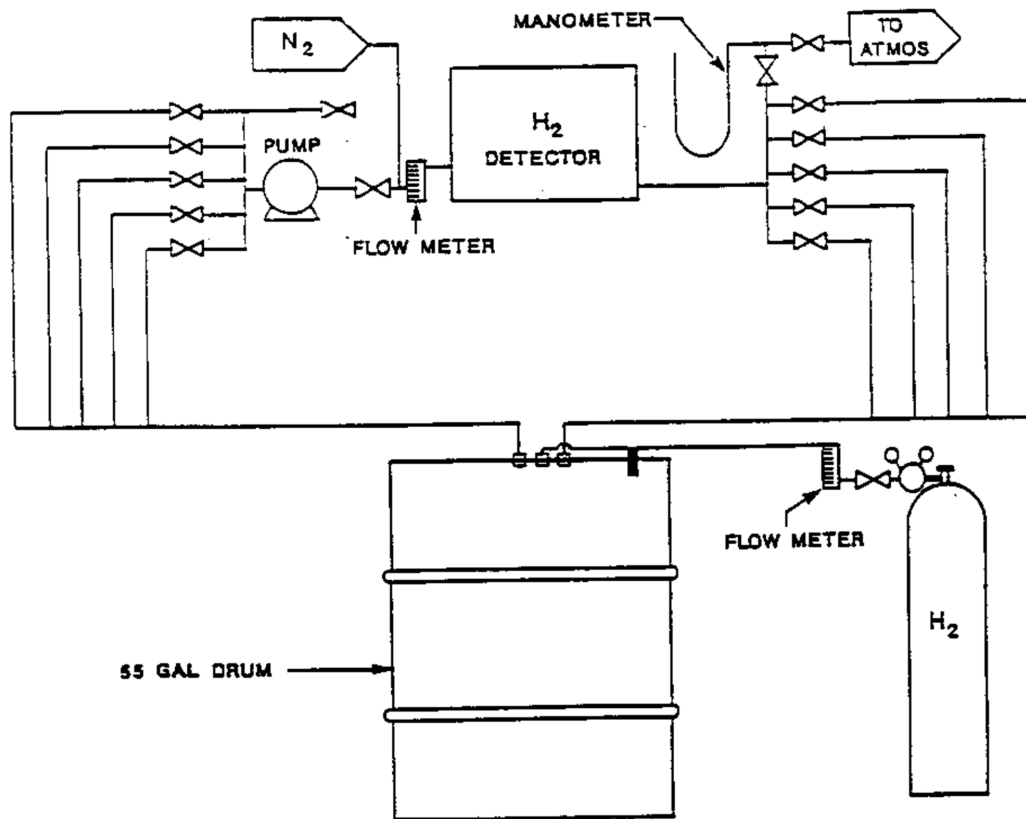 MANOMETER
TO
ATMOS
N2
H2
DETECTOR
PUMP
FLOW METER
FLOW METER
H2
55 GAL DRUM